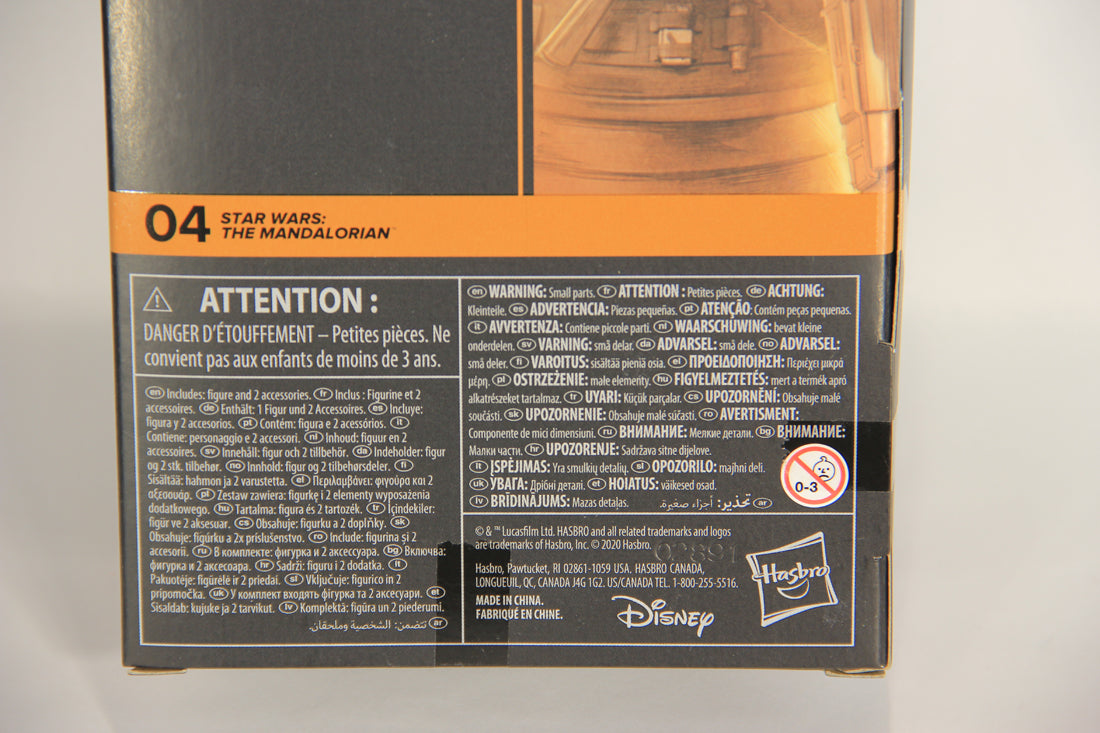 04 STAR WARS:
THE MANDALORIAN™
ATTENTION :
DANGER D'ÉTOUFFEMENT – Petites pièces. Ne
convient pas aux enfants de moins de 3 ans.
en Includes: figure and 2 accessories. fr Inclus : Figurine et 2
accessoires. de Enthält: 1 Figur und 2 Accessoires. es Incluye:
figura y 2 accesorios. pt Contém: figura e 2 acessórios. it
Contiene: personaggio e 2 accessori. nl Inhoud: figuur en 2
accessoires. sv Innehåll: figur och 2 tillbehör. da Indeholder: figur
og 2 stk. tilbehør. no Innhold: figur og 2 tilbehørsdeler. fi
Sisältää: hahmon ja 2 varustetta. el Περιλαμβάνει: φιγούρα και 2
αξεσουάρ. pl Zestaw zawiera: figurkę i 2 elementy wyposażenia
dodatkowego. hu Tartalma: figura és 2 tartozék. tr İçindekiler:
figür ve 2 aksesuar. cs Obsahuje: figurku a 2 doplňky. sk
Obsahuje: figúrku a 2x príslušenstvo. ro Include: figurină și 2
accesorii. ru В комплекте: фигурка и 2 аксессуара. bg Включва:
фигурка и 2 аксесоара. hr Sadrži: figuru i 2 dodatka. lt
Pakuotėje: figūrėlė ir 2 priedai. sl Vključuje: figurico in 2
pripomočka. uk У комплект входять фігурка та 2 аксесуари. et
Sisaldab: kujuke ja 2 tarvikut. lv Komplektā: figūra un 2 piederumi.
ar تتضمن: الشخصية وملحقان.
en WARNING: Small parts. fr ATTENTION : Petites pièces. de ACHTUNG:
Kleinteile. es ADVERTENCIA: Piezas pequeñas. pt ATENÇÃO: Contém peças pequenas.
it AVVERTENZA: Contiene piccole parti. nl WAARSCHUWING: bevat kleine
onderdelen. sv VARNING: små delar. da ADVARSEL: små dele. no ADVARSEL:
små deler. fi VAROITUS: sisältää pieniä osia. el ΠΡΟΕΙΔΟΠΟΙΗΣΗ: Περιέχει μικρά
μέρη. pl OSTRZEŻENIE: małe elementy. hu FIGYELMEZTETÉS: mert a termék apró
alkatrészeket tartalmaz. tr UYARI: Küçük parçalar. cs UPOZORNĚNÍ: Obsahuje malé
součásti. sk UPOZORNENIE: Obsahuje malé súčasti. ro AVERTISMENT:
Componente de mici dimensiuni. ru ВНИМАНИЕ: Мелкие детали. bg ВНИМАНИЕ:
Малки части. hr UPOZORENJE: Sadržava sitne dijelove.
lt ĮSPĖJIMAS: Yra smulkių detalių. sl OPOZORILO: majhni deli.
uk УВАГА: Дрібні деталі. et HOIATUS: väikesed osad.
lv BRĪDINĀJUMS: Mazas detaļas. ar تحذير: أجزاء صغيرة.
0-3
© & ™ Lucasfilm Ltd. HASBRO and all related trademarks and logos
are trademarks of Hasbro, Inc. © 2020 Hasbro.
02891
Hasbro, Pawtucket, RI 02861-1059 USA. HASBRO CANADA,
LONGUEUIL, QC, CANADA J4G 1G2. US/CANADA TEL. 1-800-255-5516.
MADE IN CHINA.
FABRIQUÉ EN CHINE.
DISNEY
Hasbro